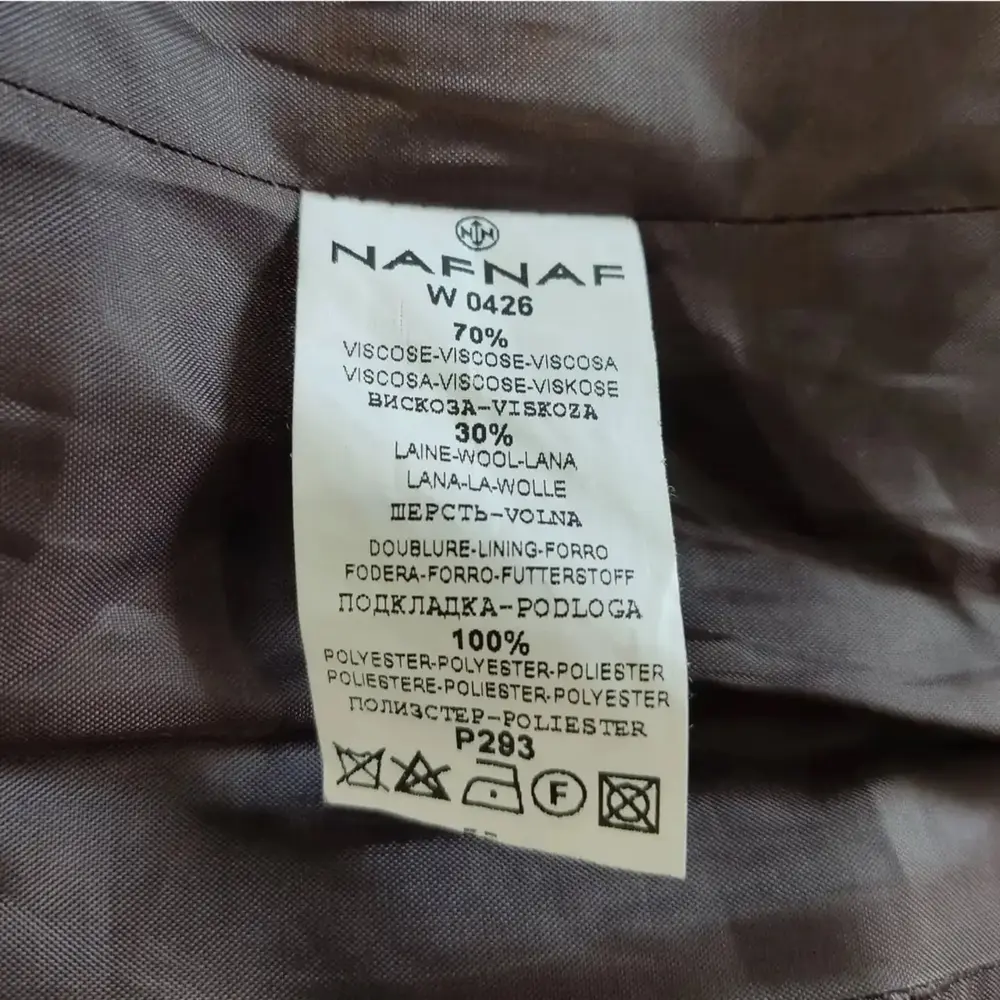 NN
NAFNAF
W 0426
70%
VISCOSE-VISCOSE-VISCOSA
VISCOSA-VISCOSE-VISKOSE
ВИСКОЗА-VISKOZA
30%
LAINE-WOOL-LANA
LANA-LA-WOLLE
ШЕРСТЬ-VOLNA
DOUBLURE-LINING-FORRO
FODERA-FORRO-FUTTERSTOFF
ПОДКЛАДКА-PODLOGA
100%
POLYESTER-POLYESTER-POLIESTER
POLIESTERE-POLIESTER-POLYESTER
ПОЛИЭСТЕР-POLIESTER
P293
F